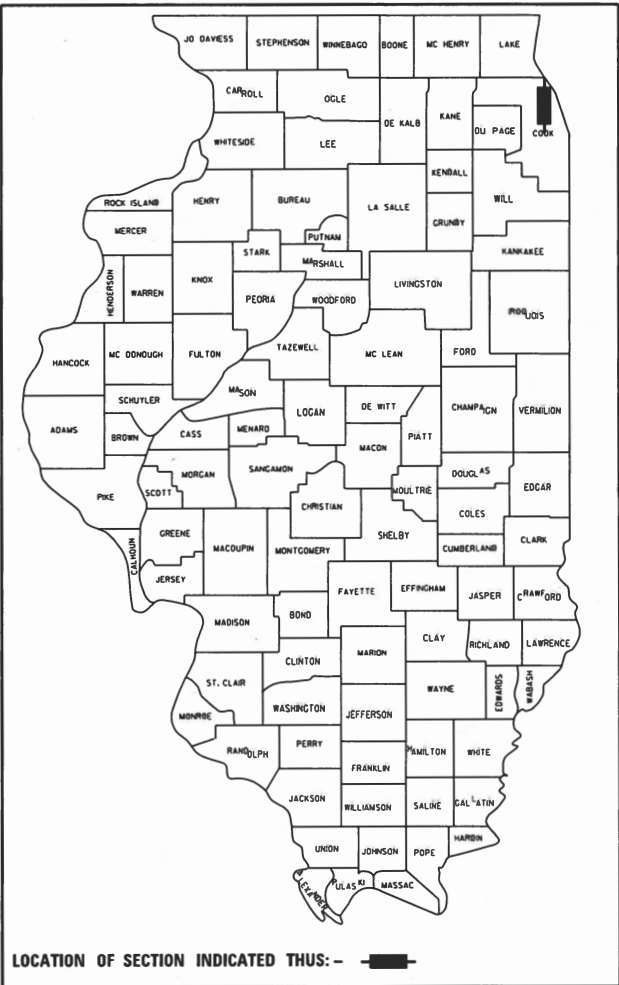 JO DAVIESS
STEPHENSON
WINNEBAGO
BOONE
MC HENRY
LAKE
CARROLL
OGLE
DE KALB
KANE
DU PAGE
COOK
WHITESIDE
LEE
KENDALL
WILL
ROCK ISLAND
HENRY
BUREAU
LA SALLE
GRUNDY
MERCER
PUTNAM
STARK
MARSHALL
KANKAKEE
HENDERSON
WARREN
KNOX
PEORIA
WOODFORD
LIVINGSTON
IROQUOIS
HANCOCK
MC DONOUGH
FULTON
TAZEWELL
MC LEAN
FORD
SCHUYLER
MASON
LOGAN
DE WITT
CHAMPAIGN
VERMILION
ADAMS
BROWN
CASS
MENARD
MACON
PIATT
PIKE
SCOTT
MORGAN
SANGAMON
CHRISTIAN
MOULTRIE
DOUGLAS
EDGAR
COLES
CALHOUN
GREENE
MACOUPIN
MONTGOMERY
SHELBY
CUMBERLAND
CLARK
JERSEY
FAYETTE
EFFINGHAM
JASPER
CRAWFORD
MADISON
BOND
CLAY
RICHLAND
LAWRENCE
MARION
CLINTON
ST. CLAIR
WAYNE
EDWARDS
WABASH
WASHINGTON
JEFFERSON
MONROE
RANDOLPH
PERRY
HAMILTON
WHITE
FRANKLIN
JACKSON
WILLIAMSON
SALINE
GALLATIN
UNION
JOHNSON
POPE
HARDIN
ALEXANDER
PULASKI
MASSAC
LOCATION OF SECTION INDICATED THUS: -